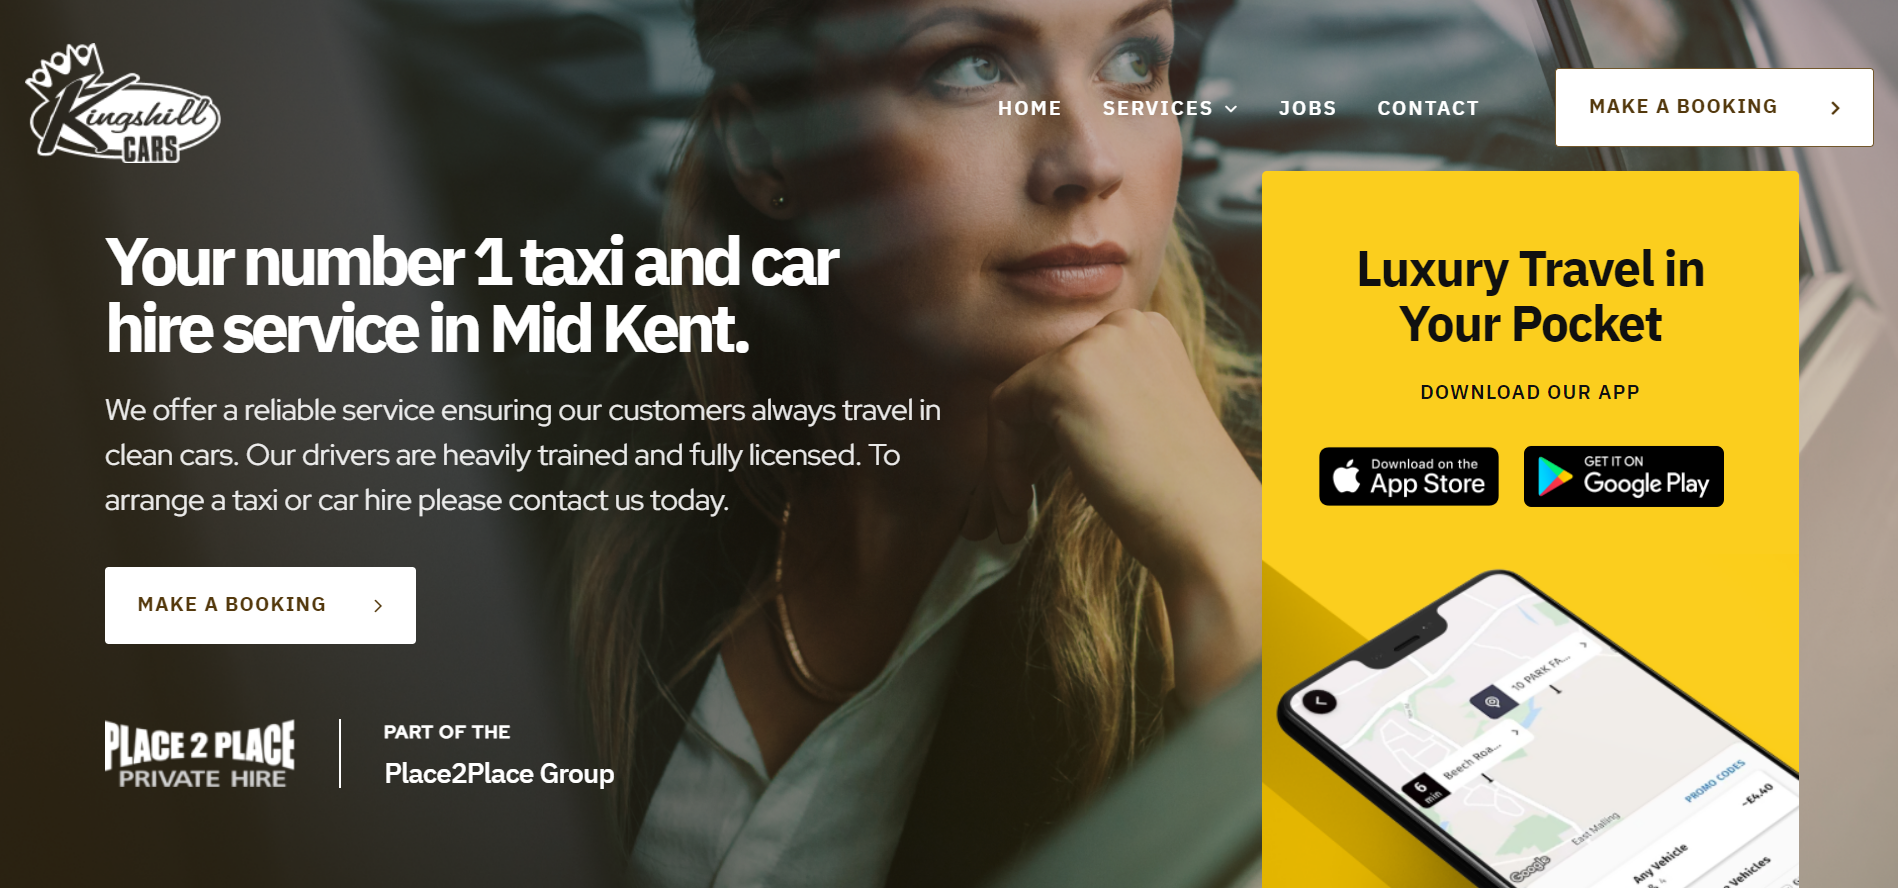 Kingshill
CARS
HOME
SERVICES
JOBS
CONTACT
MAKE A BOOKING
Your number 1 taxi and car
hire service in Mid Kent.
We offer a reliable service ensuring our customers always travel in
clean cars. Our drivers are heavily trained and fully licensed. To
arrange a taxi or car hire please contact us today.
MAKE A BOOKING
PLACE 2 PLACE
PRIVATE HIRE
PART OF THE
Place2Place Group
Luxury Travel in
Your Pocket
DOWNLOAD OUR APP
Download on the
App Store
GET IT ON
Google Play
10 PARK FA...
Beech Roa...
6
min
PROMO CODES
~£4.40
East Malling
Google
Any Vehicle
Vehicles